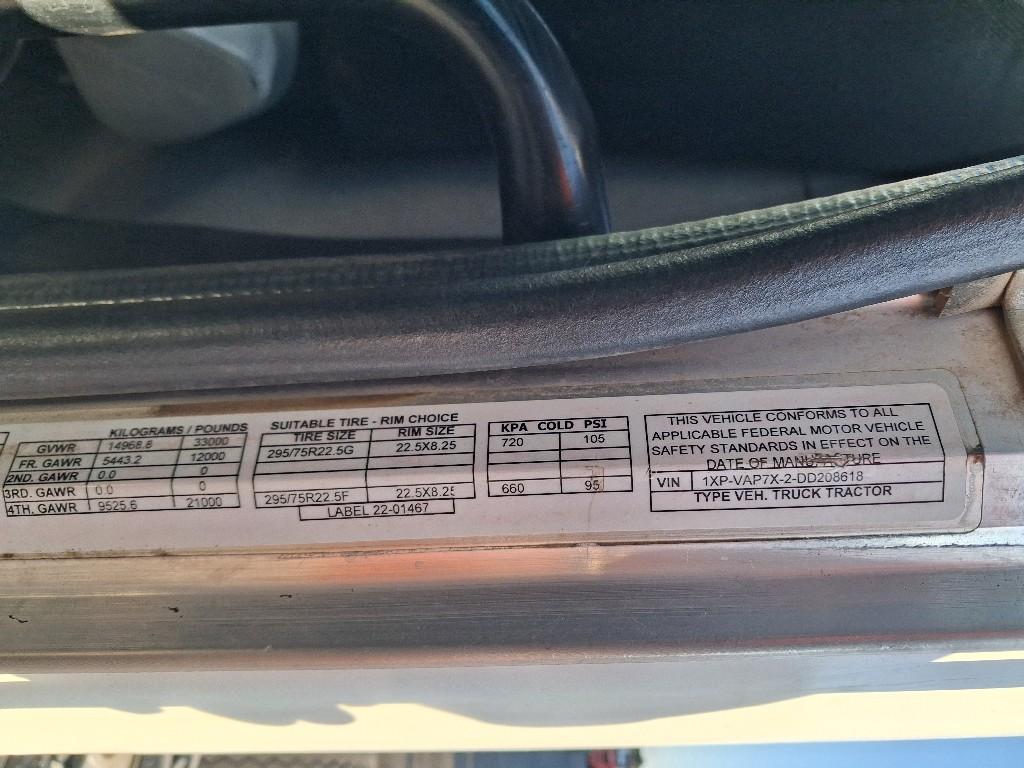 KILOGRAMS / POUNDS
GVWR 14968.8 33000
FR. GAWR 5443.2 12000
2ND. GAWR 0.0 0
3RD. GAWR 0.0 0
4TH. GAWR 9525.6 21000
SUITABLE TIRE - RIM CHOICE
TIRE SIZE RIM SIZE
295/75R22.5G 22.5X8.25
295/75R22.5F 22.5X8.25
LABEL 22-01467
KPA COLD PSI
720 105
660 95
THIS VEHICLE CONFORMS TO ALL
APPLICABLE FEDERAL MOTOR VEHICLE
SAFETY STANDARDS IN EFFECT ON THE
DATE OF MANUFACTURE
VIN 1XP-VAP7X-2-DD208618
TYPE VEH. TRUCK TRACTOR